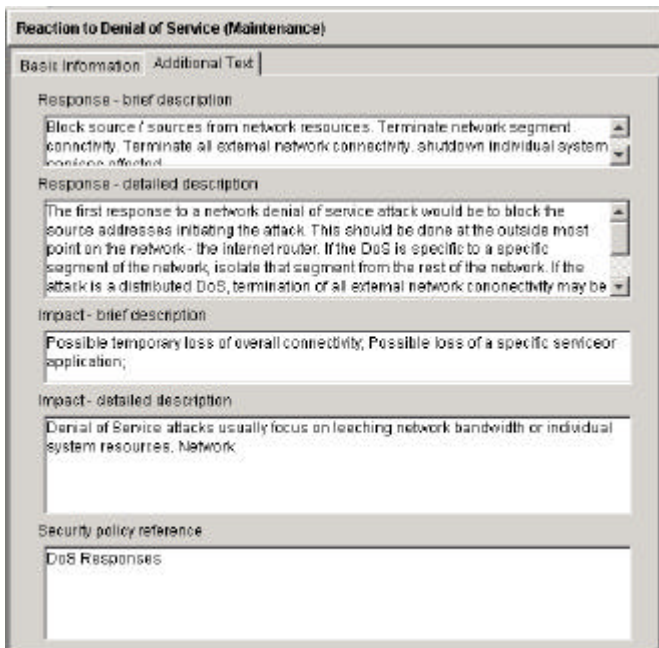 Reaction to Denial of Service (Maintenance)
Basic Information Additional Text
Response - brief description
Block source / sources from network resources. Terminate network segment
connctivity. Terminate all external network connectivity. shutdown individual system
services affected
Response - detailed description
The first response to a network denial of service attack would be to block the
source addresses initiating the attack. This should be done at the outside most
point on the network - the internet router. If the DoS is specific to a specific
segment of the network, isolate that segment from the rest of the network. If the
attack is a distributed DoS, termination of all external network cononectivity may be
Impact - brief description
Possible temporary loss of overall connectivity; Possible loss of a specific serviceor
application;
Impact - detailed description
Denial of Service attacks usually focus on leeching network bandwidth or individual
system resources. Network
Security policy reference
DoS Responses